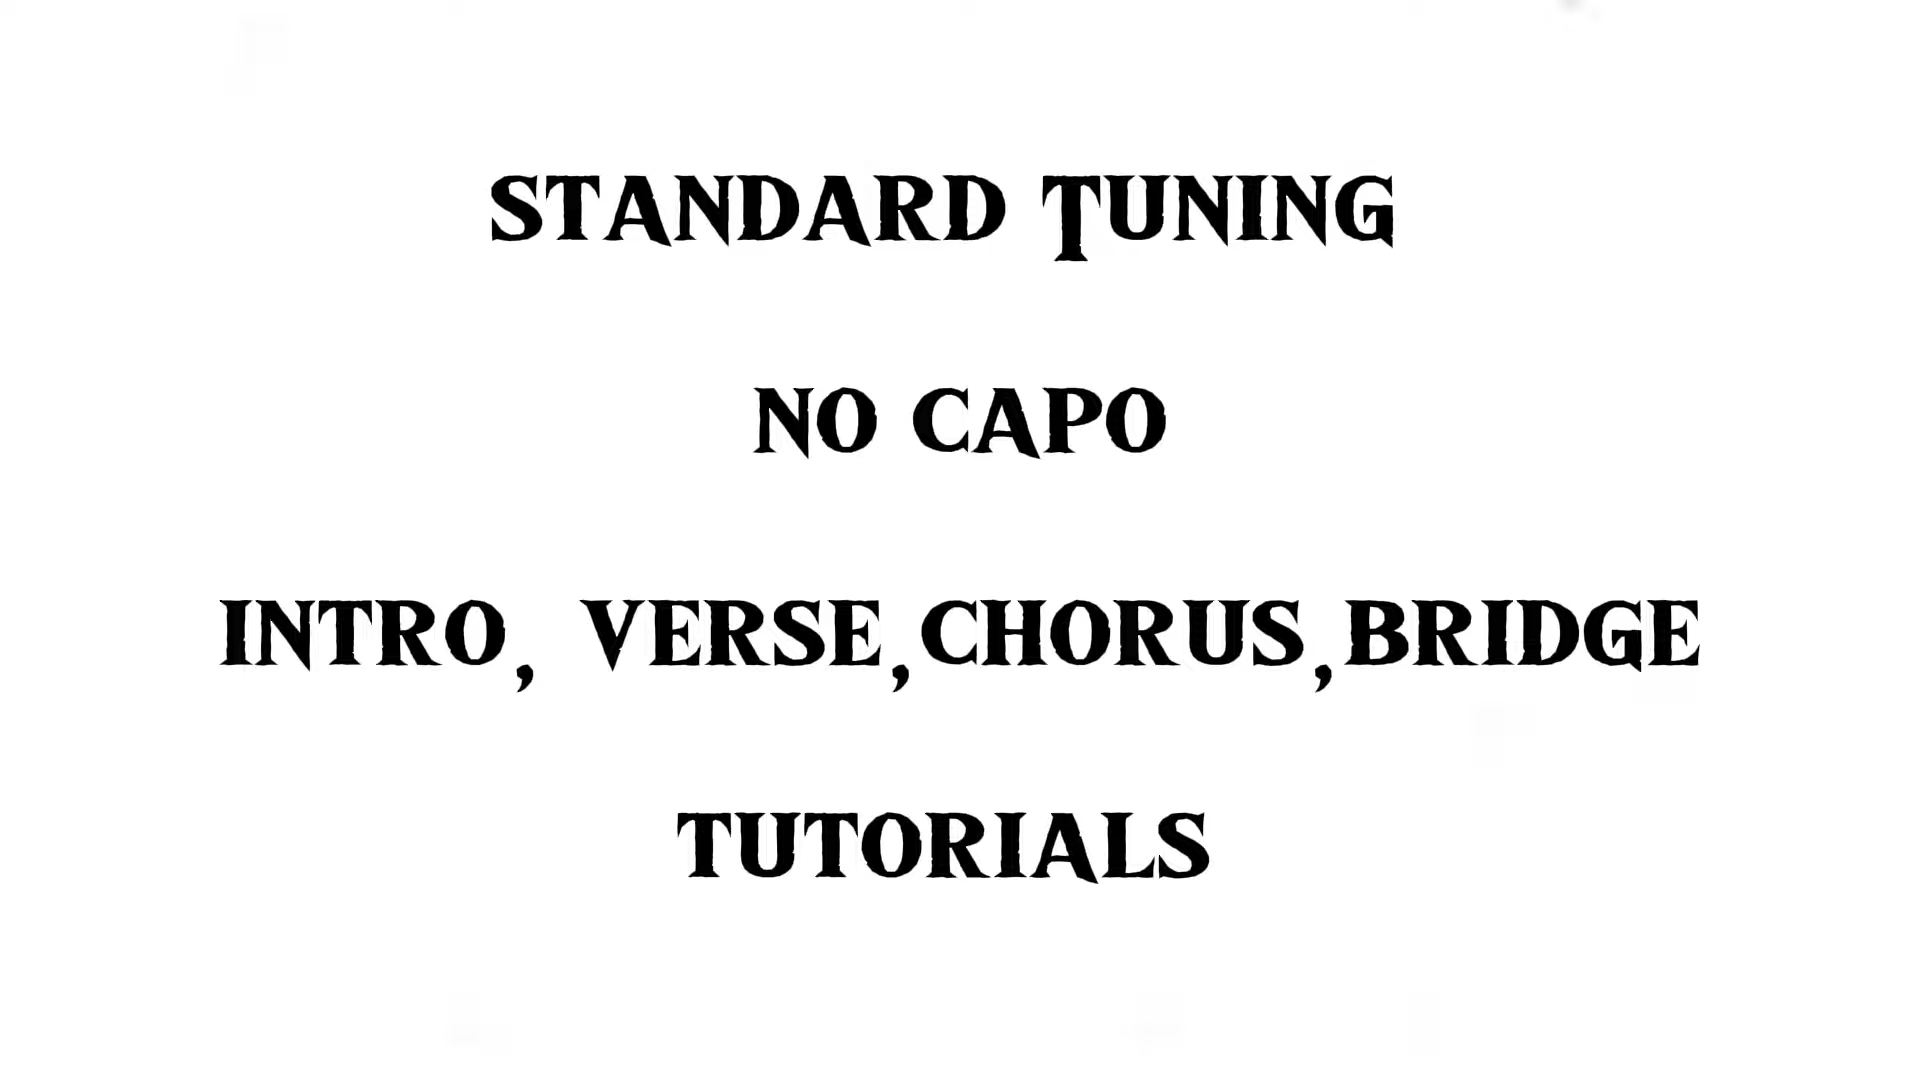 STANDARD TUNING
NO CAPO
INTRO, VERSE,CHORUS,BRIDGE
TUTORIALS